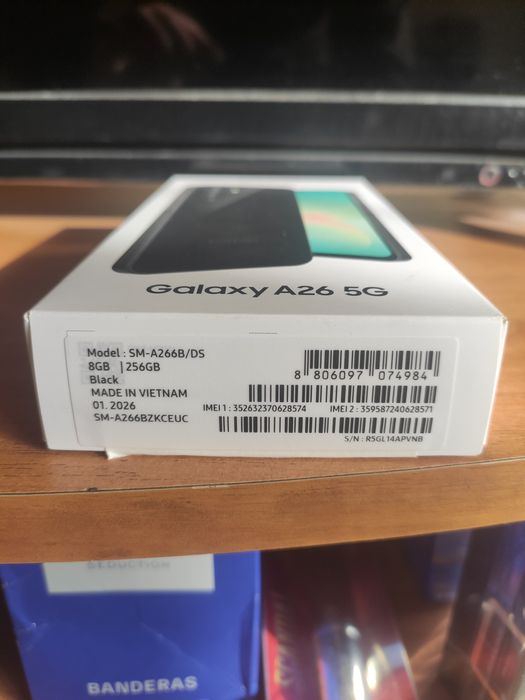 Galaxy A26 5G
Model : SM-A266B/DS
8GB | 256GB
Black
MADE IN VIETNAM
01. 2026
SM-A266BZKCEUC
8 806097 074984
IMEI 1 : 352632370628574 IMEI 2 : 359587240628571
S/N : R5GL14APVNB
SEDUCTION
BANDERAS